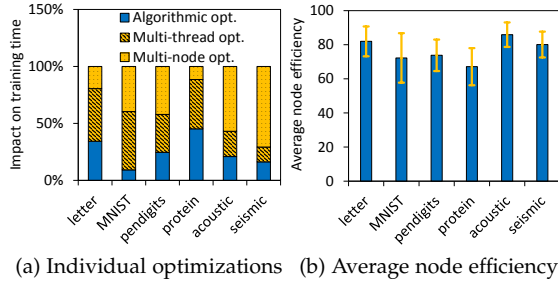 Algorithmic opt.
Multi-thread opt.
Multi-node opt.
Impact on training time
150%
100%
50%
0%
letter
MNIST
pendigits
protein
acoustic
seismic
(a) Individual optimizations
Average node efficiency
100
80
60
40
20
0
letter
MNIST
pendigits
protein
acoustic
seismic
(b) Average node efficiency